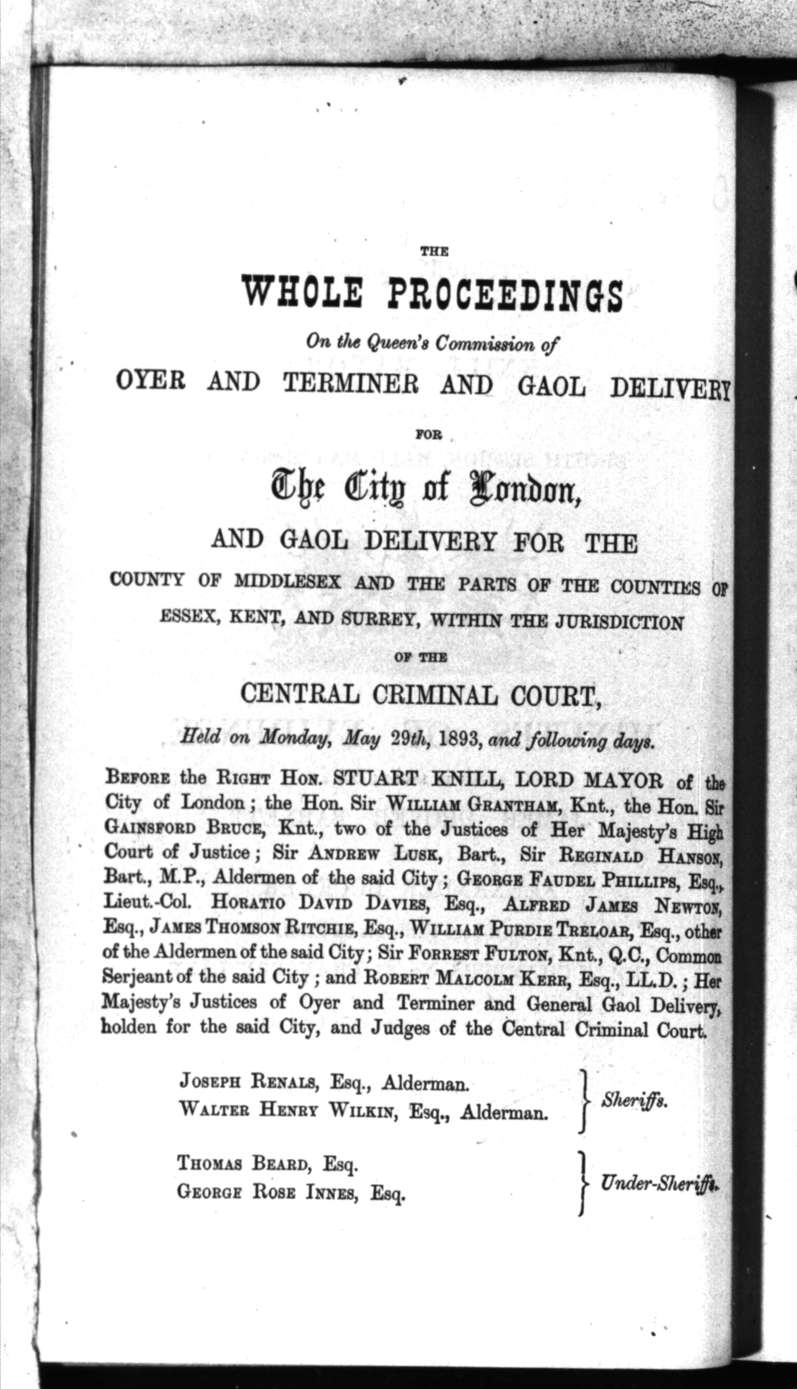 THE
WHOLE PROCEEDINGS
On the Queen's Commission of
OYER AND TERMINER AND GAOL DELIVERY
FOR
The City of London,
AND GAOL DELIVERY FOR THE
COUNTY OF MIDDLESEX AND THE PARTS OF THE COUNTIES OF
ESSEX, KENT, AND SURREY, WITHIN THE JURISDICTION
OF THE
CENTRAL CRIMINAL COURT,
Held on Monday, May 29th, 1893, and following days.
BEFORE the RIGHT HON. STUART KNILL, LORD MAYOR of the
City of London; the Hon. Sir WILLIAM GRANTHAM, Knt., the Hon. Sir
GAINSFORD BRUCE, Knt., two of the Justices of Her Majesty's High
Court of Justice; Sir ANDREW LUSK, Bart., Sir REGINALD HANSON,
Bart., M.P., Aldermen of the said City; GEORGE FAUDEL PHILLIPS, Esq.,
Lieut.-Col. HORATIO DAVID DAVIES, Esq., ALFRED JAMES NEWTON,
Esq., JAMES THOMSON RITCHIE, Esq., WILLIAM PURDIE TRELOAR, Esq., other
of the Aldermen of the said City; Sir FORREST FULTON, Knt., Q.C., Common
Serjeant of the said City; and ROBERT MALCOLM KERR, Esq., LL.D.; Her
Majesty's Justices of Oyer and Terminer and General Gaol Delivery,
holden for the said City, and Judges of the Central Criminal Court.
JOSEPH RENALS, Esq., Alderman.
WALTER HENRY WILKIN, Esq., Alderman.
Sheriffs.
THOMAS BEARD, Esq.
GEORGE ROSE INNES, Esq.
Under-Sheriffs.